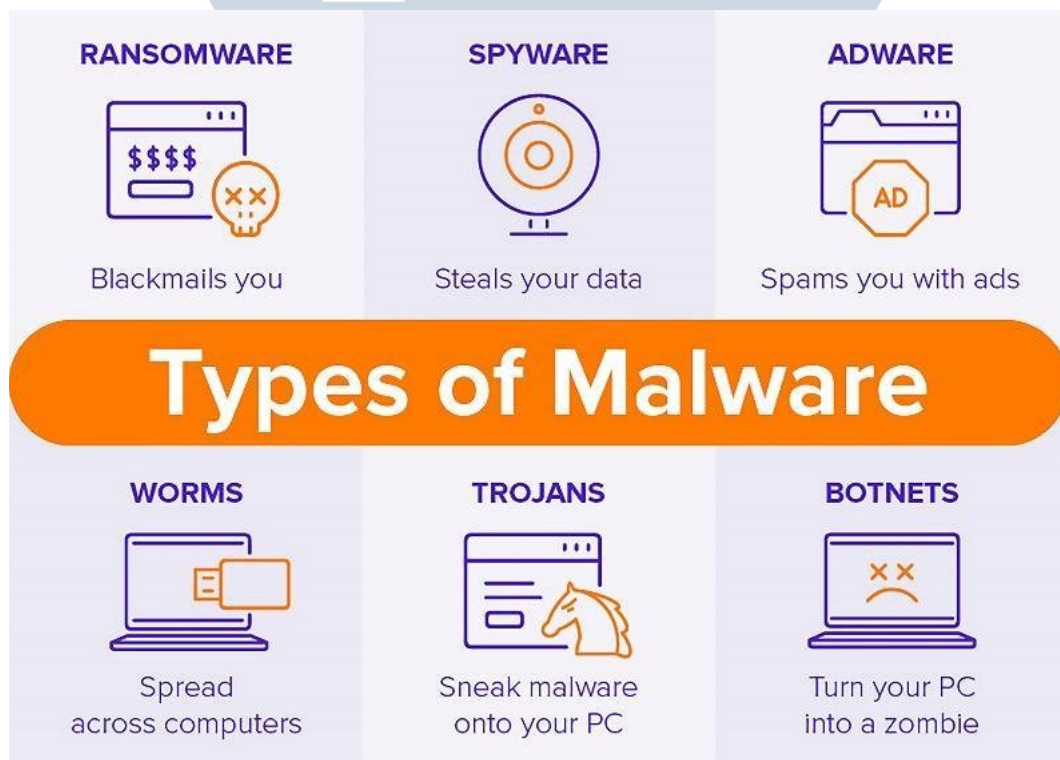 RANSOMWARE
SPYWARE
ADWARE
$$$$
AD
Blackmails you
Steals your data
Spams you with ads
Types of Malware
WORMS
TROJANS
BOTNETS
Spread
across computers
Sneak malware
onto your PC
Turn your PC
into a zombie